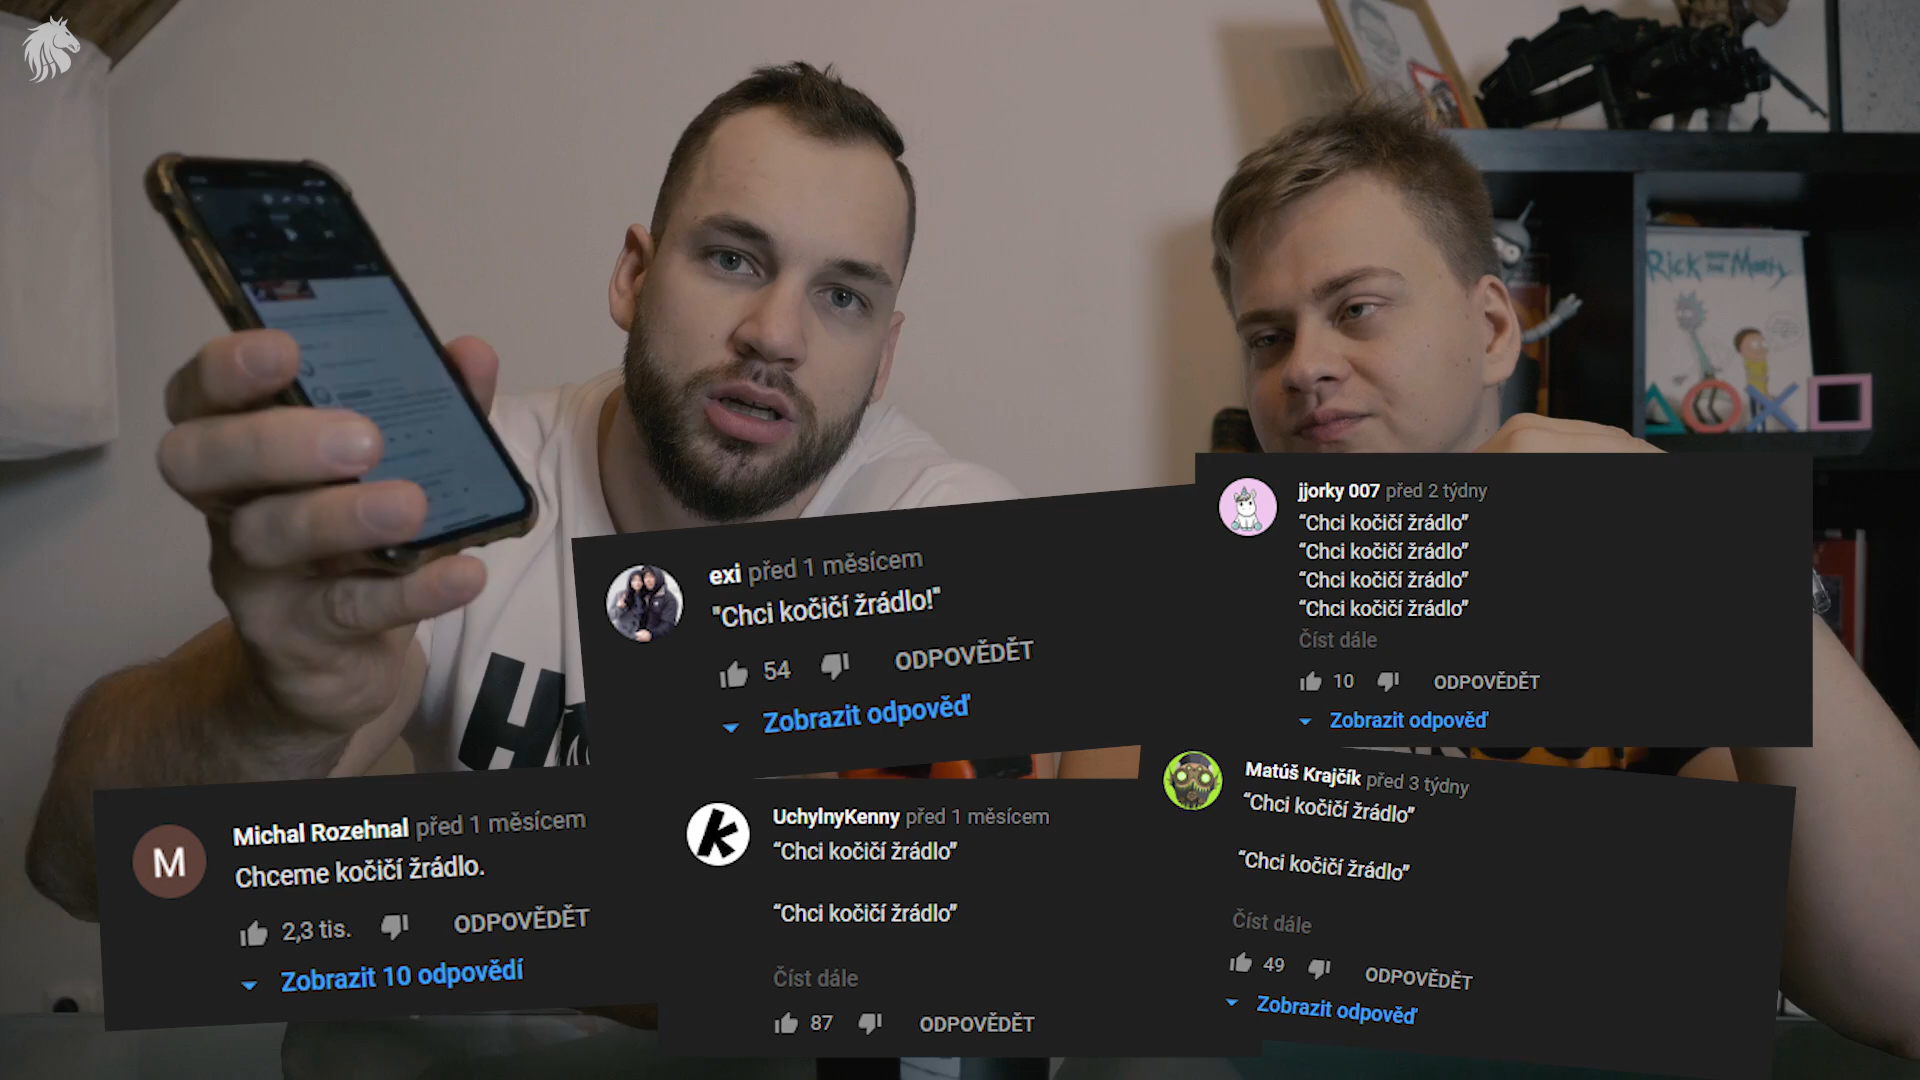 Rick and Morty
exi před 1 měsícem
"Chci kočičí žrádlo!"
54 ODPOVĚDĚT
Zobrazit odpověď
jjorky 007 před 2 týdny
“Chci kočičí žrádlo”
“Chci kočičí žrádlo”
“Chci kočičí žrádlo”
“Chci kočičí žrádlo”
Číst dále
10 ODPOVĚDĚT
Zobrazit odpověď
Michal Rozehnal před 1 měsícem
M
Chceme kočičí žrádlo.
2,3 tis. ODPOVĚDĚT
Zobrazit 10 odpovědí
UchylnyKenny před 1 měsícem
“Chci kočičí žrádlo”
“Chci kočičí žrádlo”
Číst dále
87 ODPOVĚDĚT
Matúš Krajčík před 3 týdny
“Chci kočičí žrádlo”
“Chci kočičí žrádlo”
Číst dále
49 ODPOVĚDĚT
Zobrazit odpověď